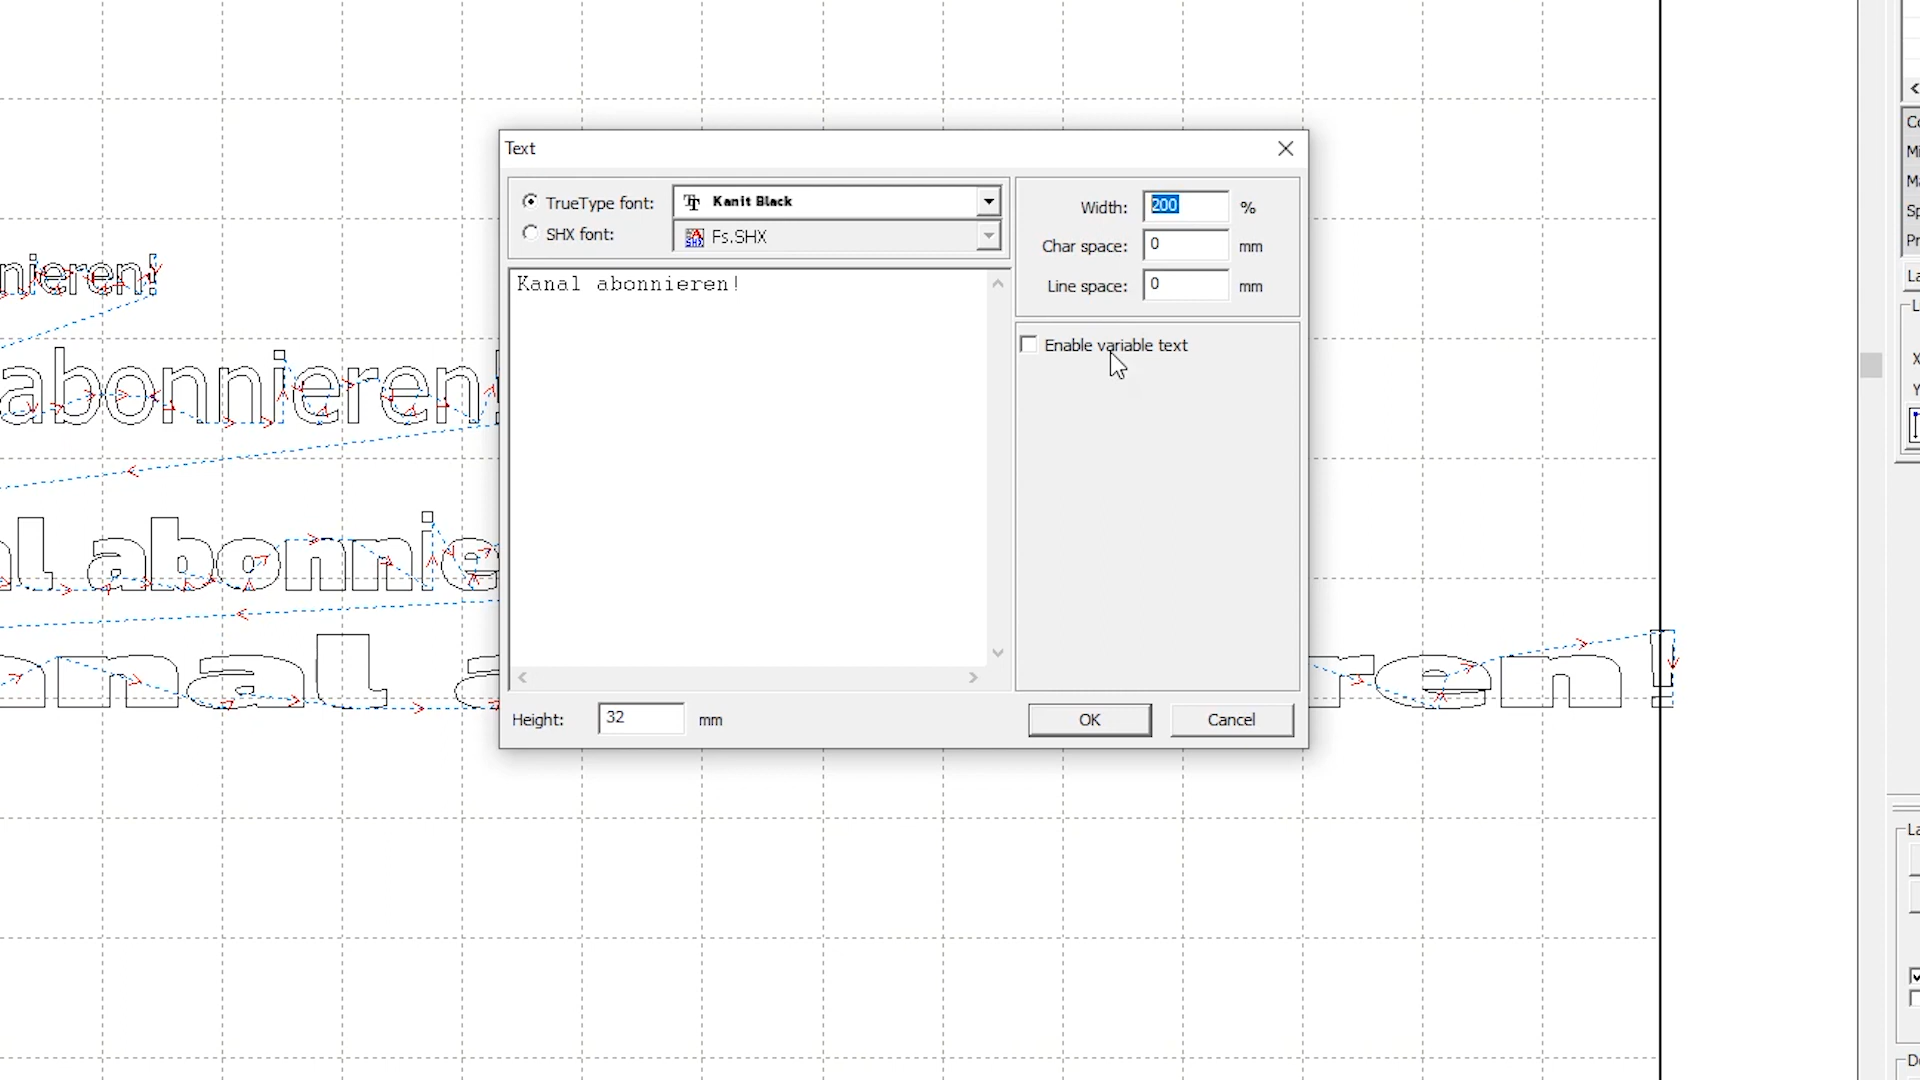 Text
TrueType font:
Kanit Black
SHX font:
Fs.SHX
Width:
200
%
Char space:
0
mm
Line space:
0
mm
Kanal abonnieren!
Enable variable text
Height:
32
mm
OK
Cancel
nieren!
abonnieren!
al abonnie
nal a
ren!